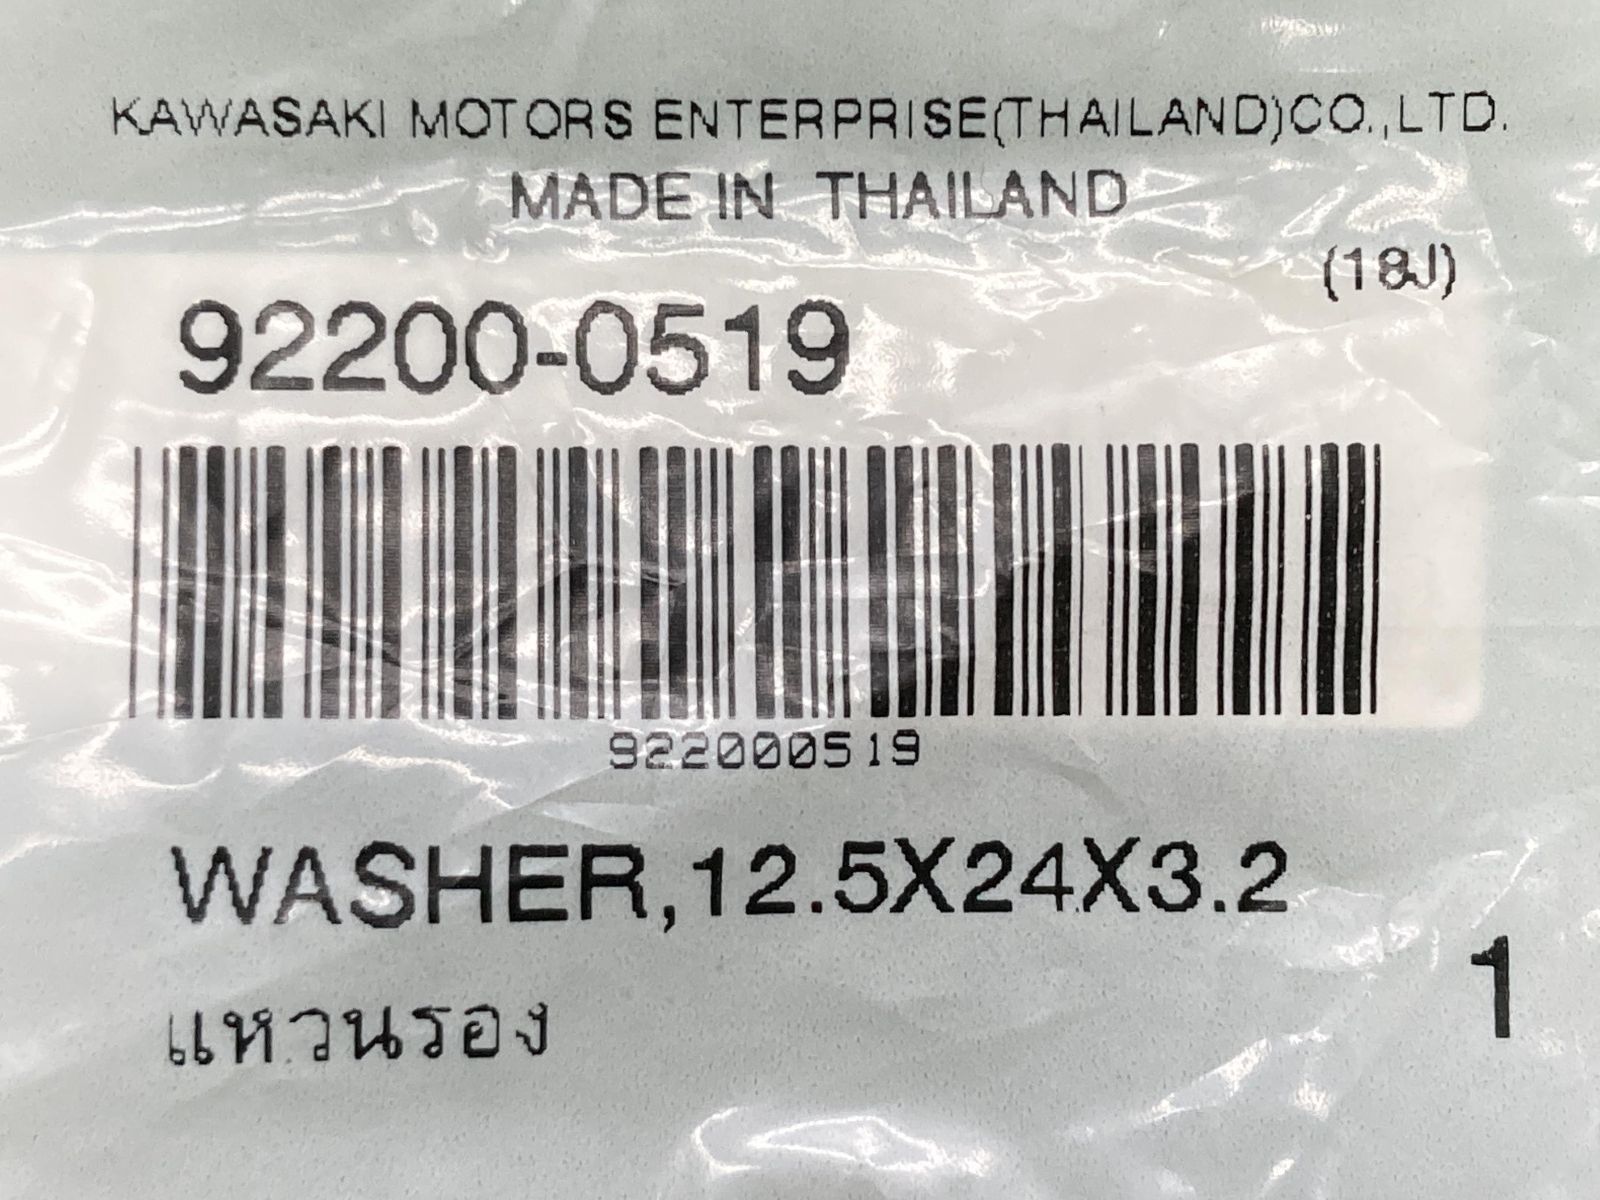 KAWASAKI MOTORS ENTERPRISE(THAILAND)CO.,LTD.
MADE IN THAILAND
(18J)
92200-0519
922000519
WASHER,12.5X24X3.2
1
แหวนรอง